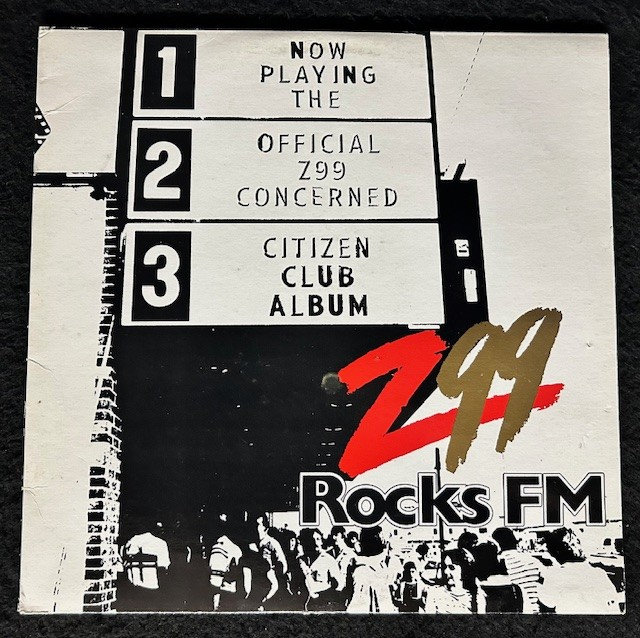 1
NOW
PLAYING
THE
2
OFFICIAL
Z99
CONCERNED
3
CITIZEN
CLUB
ALBUM
Z99
ROCKS FM